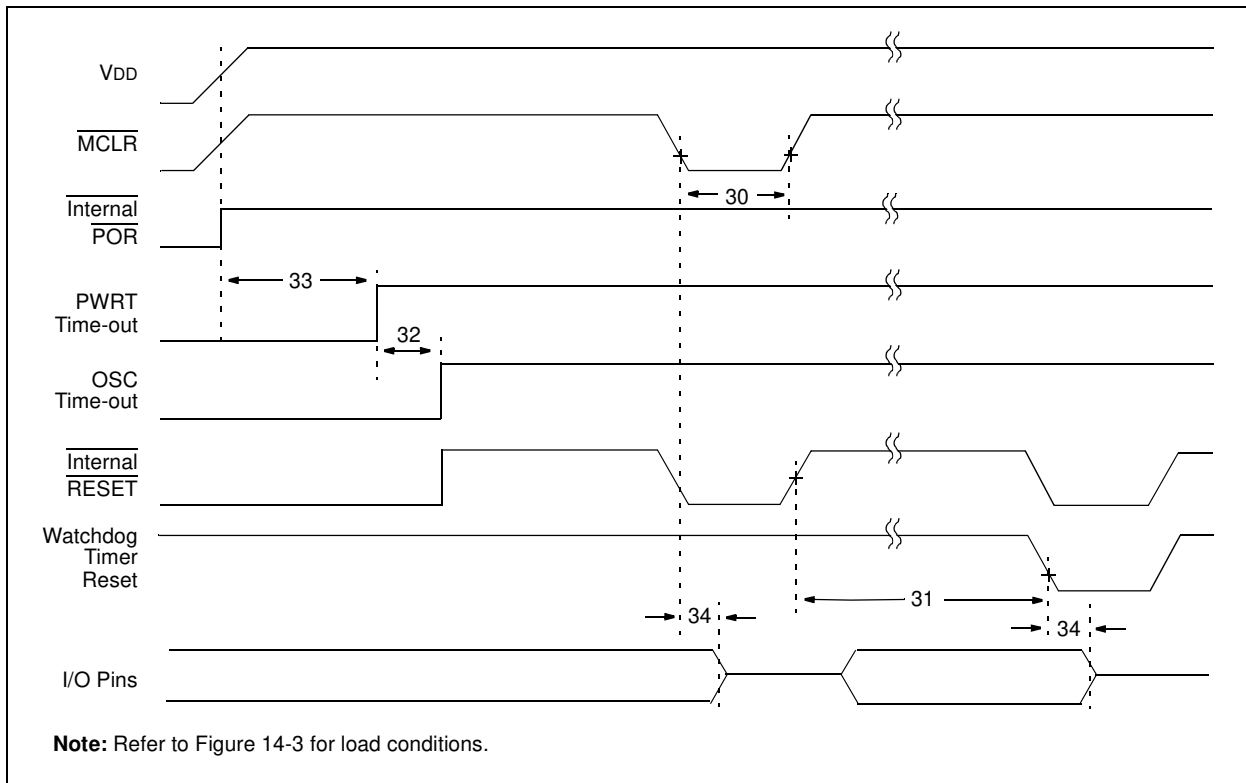 VDD
MCLR
Internal
POR
30
33
PWRT
Time-out
32
OSC
Time-out
Internal
RESET
Watchdog
Timer
Reset
31
34
34
I/O Pins
Note: Refer to Figure 14-3 for load conditions.